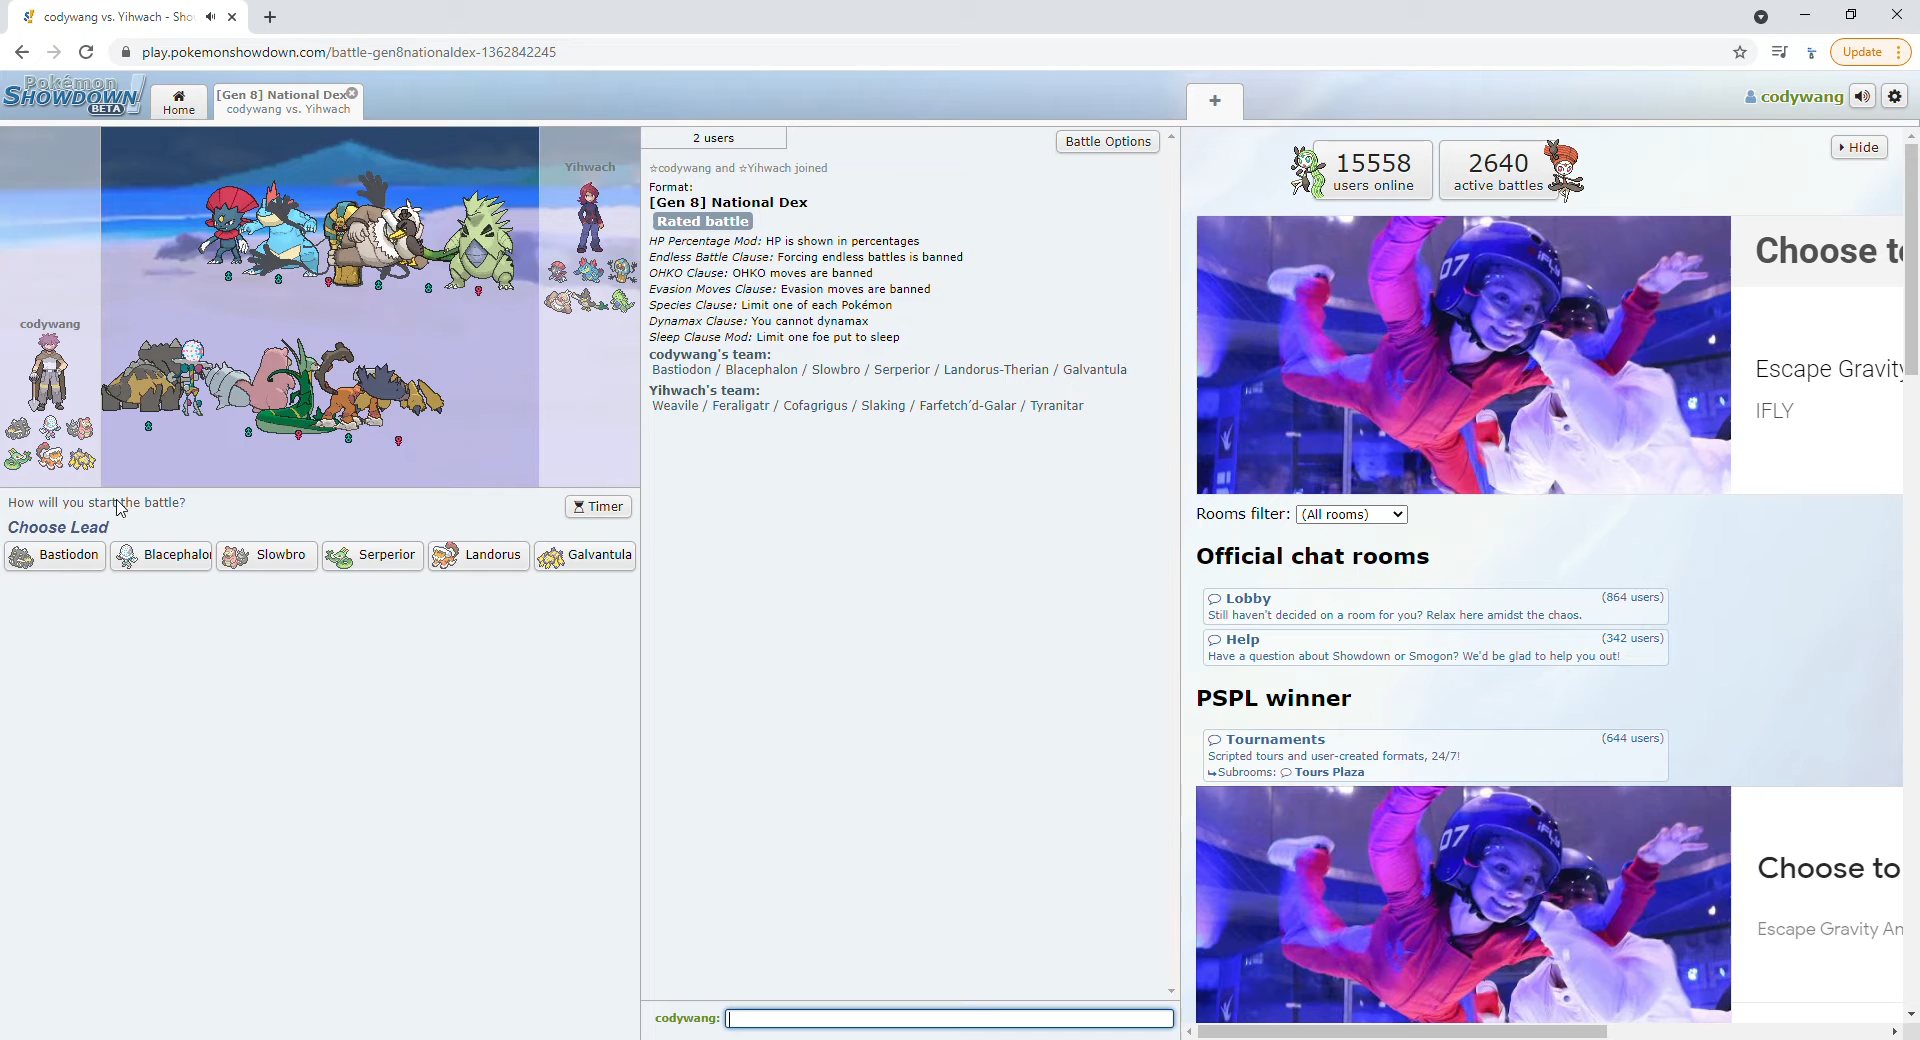 codywang vs. Yihwach - Sho
play.pokemonshowdown.com/battle-gen8nationaldex-1362842245
Update
Pokémon
SHOWDOWN!
BETA
Home
[Gen 8] National Dex
codywang vs. Yihwach
+
codywang
Yihwach
codywang
How will you start the battle?
Timer
Choose Lead
Bastiodon
Blacephalo
Slowbro
Serperior
Landorus
Galvantula
2 users
Battle Options
☆codywang and ☆Yihwach joined
Format:
[Gen 8] National Dex
Rated battle
HP Percentage Mod: HP is shown in percentages
Endless Battle Clause: Forcing endless battles is banned
OHKO Clause: OHKO moves are banned
Evasion Moves Clause: Evasion moves are banned
Species Clause: Limit one of each Pokémon
Dynamax Clause: You cannot dynamax
Sleep Clause Mod: Limit one foe put to sleep
codywang's team:
Bastiodon / Blacephalon / Slowbro / Serperior / Landorus-Therian / Galvantula
Yihwach's team:
Weavile / Feraligatr / Cofagrigus / Slaking / Farfetch'd-Galar / Tyranitar
codywang:
15558
users online
2640
active battles
Hide
07
Choose to
Escape Gravity
IFLY
Rooms filter: (All rooms)
Official chat rooms
Lobby (864 users)
Still haven't decided on a room for you? Relax here amidst the chaos.
Help (342 users)
Have a question about Showdown or Smogon? We'd be glad to help you out!
PSPL winner
Tournaments (644 users)
Scripted tours and user-created formats, 24/7!
↳Subrooms: Tours Plaza
07
Choose to
Escape Gravity An